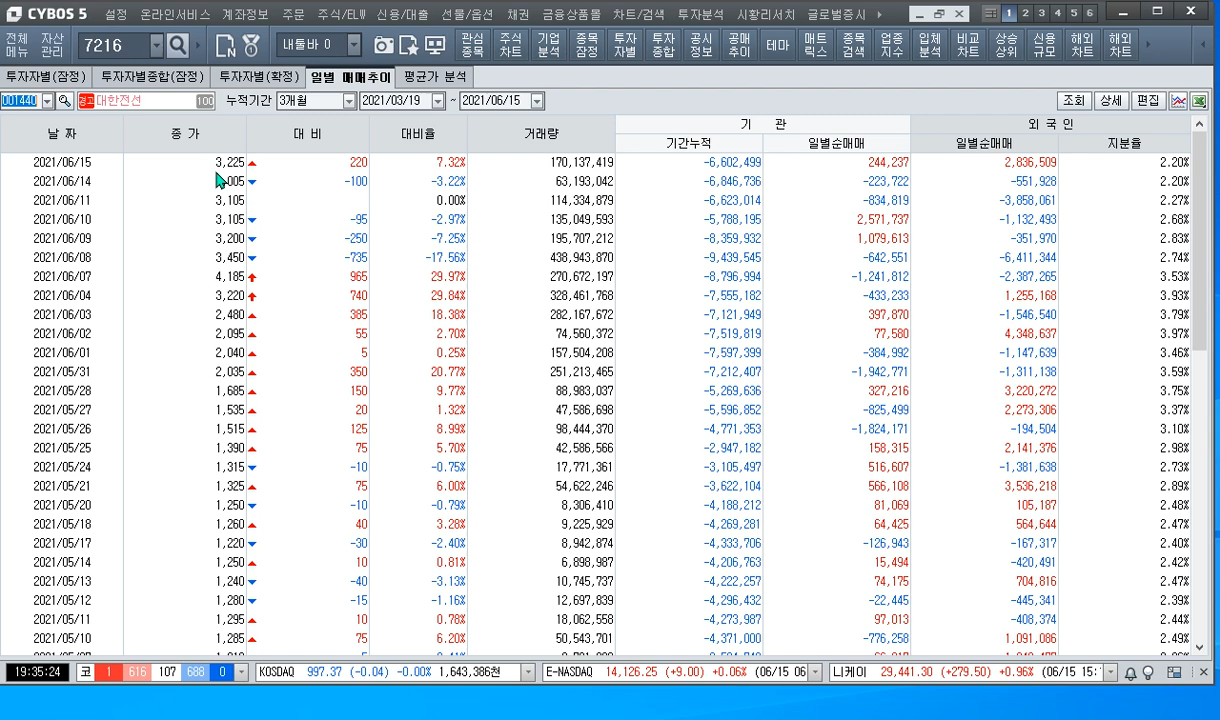 CYBOS 5 설정 온라인서비스 계좌정보 주문 주식/ELW 신용/대출 선물/옵션 채권 금융상품몰 차트/검색 투자분석 시황리서치 글로벌증시 1 2 3 4 5 6
전체메뉴 자산관리 7216 내툴바 0 관심종목 주식차트 기업분석 종목잠정 투자자별 투자종합 공시정보 공매추이 테마 매트릭스 종목검색 업종지수 입체분석 비교차트 상승상위 신용규모 해외차트 해외차트
투자자별(잠정) 투자자별종합(잠정) 투자자별(확정) 일별 매매추이 평균가 분석
001440 경고 대한전선 100 누적기간 3개월 2021/03/19 ~ 2021/06/15 조회 상세 편집
날 짜 종 가 대 비 대비율 거래량 기 관 외 국 인
기간누적 일별순매매 일별순매매 지분율
2021/06/15 3,225 220 7.32% 170,137,419 -6,602,499 244,237 2,836,509 2.20%
2021/06/14 005 -100 -3.22% 63,193,042 -6,846,736 -223,722 -551,928 2.20%
2021/06/11 3,105 0.00% 114,334,879 -6,623,014 -834,819 -3,858,061 2.27%
2021/06/10 3,105 -95 -2.97% 135,049,593 -5,788,195 2,571,737 -1,132,493 2.68%
2021/06/09 3,200 -250 -7.25% 195,707,212 -8,359,932 1,079,613 -351,970 2.83%
2021/06/08 3,450 -735 -17.56% 438,943,870 -9,439,545 -642,551 -6,411,344 2.74%
2021/06/07 4,185 965 29.97% 270,672,197 -8,796,994 -1,241,812 -2,387,265 3.53%
2021/06/04 3,220 740 29.84% 328,461,768 -7,555,182 -433,233 1,255,168 3.93%
2021/06/03 2,480 385 18.38% 282,167,672 -7,121,949 397,870 -1,546,540 3.79%
2021/06/02 2,095 55 2.70% 74,560,372 -7,519,819 77,580 4,348,637 3.97%
2021/06/01 2,040 5 0.25% 157,504,208 -7,597,399 -384,992 -1,147,639 3.46%
2021/05/31 2,035 350 20.77% 251,213,465 -7,212,407 -1,942,771 -1,311,138 3.59%
2021/05/28 1,685 150 9.77% 88,983,037 -5,269,636 327,216 3,220,272 3.75%
2021/05/27 1,535 20 1.32% 47,586,698 -5,596,852 -825,499 2,273,306 3.37%
2021/05/26 1,515 125 8.99% 98,444,370 -4,771,353 -1,824,171 -194,504 3.10%
2021/05/25 1,390 75 5.70% 42,586,566 -2,947,182 158,315 2,141,376 2.98%
2021/05/24 1,315 -10 -0.75% 17,771,361 -3,105,497 516,607 -1,381,638 2.73%
2021/05/21 1,325 75 6.00% 54,622,246 -3,622,104 566,108 3,536,218 2.89%
2021/05/20 1,250 -10 -0.79% 8,306,410 -4,188,212 81,069 105,187 2.48%
2021/05/18 1,260 40 3.28% 9,225,929 -4,269,281 64,425 564,644 2.47%
2021/05/17 1,220 -30 -2.40% 8,942,874 -4,333,706 -126,943 -167,317 2.40%
2021/05/14 1,250 10 0.81% 6,898,987 -4,206,763 15,494 -420,491 2.42%
2021/05/13 1,240 -40 -3.13% 10,745,737 -4,222,257 74,175 704,816 2.47%
2021/05/12 1,280 -15 -1.16% 12,697,839 -4,296,432 -22,445 -445,341 2.39%
2021/05/11 1,295 10 0.78% 18,062,558 -4,273,987 97,013 -408,374 2.44%
2021/05/10 1,285 75 6.20% 50,543,701 -4,371,000 -776,258 1,091,086 2.49%
19:35:24 코 1 616 107 688 0 KOSDAQ 997.37 (-0.04) -0.00% 1,643,386천 E-NASDAQ 14,126.25 (+9.00) +0.06% (06/15 06 니케이 29,441.30 (+279.50) +0.96% (06/15 15: